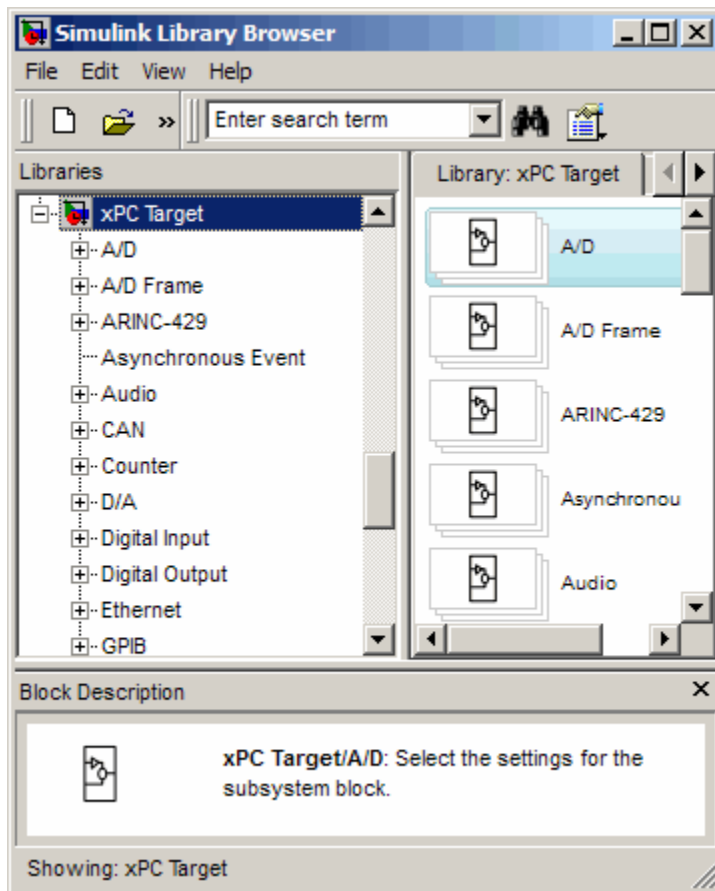 Simulink Library Browser
File Edit View Help
» Enter search term
Libraries
xPC Target
A/D
A/D Frame
ARINC-429
Asynchronous Event
Audio
CAN
Counter
D/A
Digital Input
Digital Output
Ethernet
GPIB
Library: xPC Target
A/D
A/D Frame
ARINC-429
Asynchronou
Audio
Block Description
xPC Target/A/D: Select the settings for the
subsystem block.
Showing: xPC Target